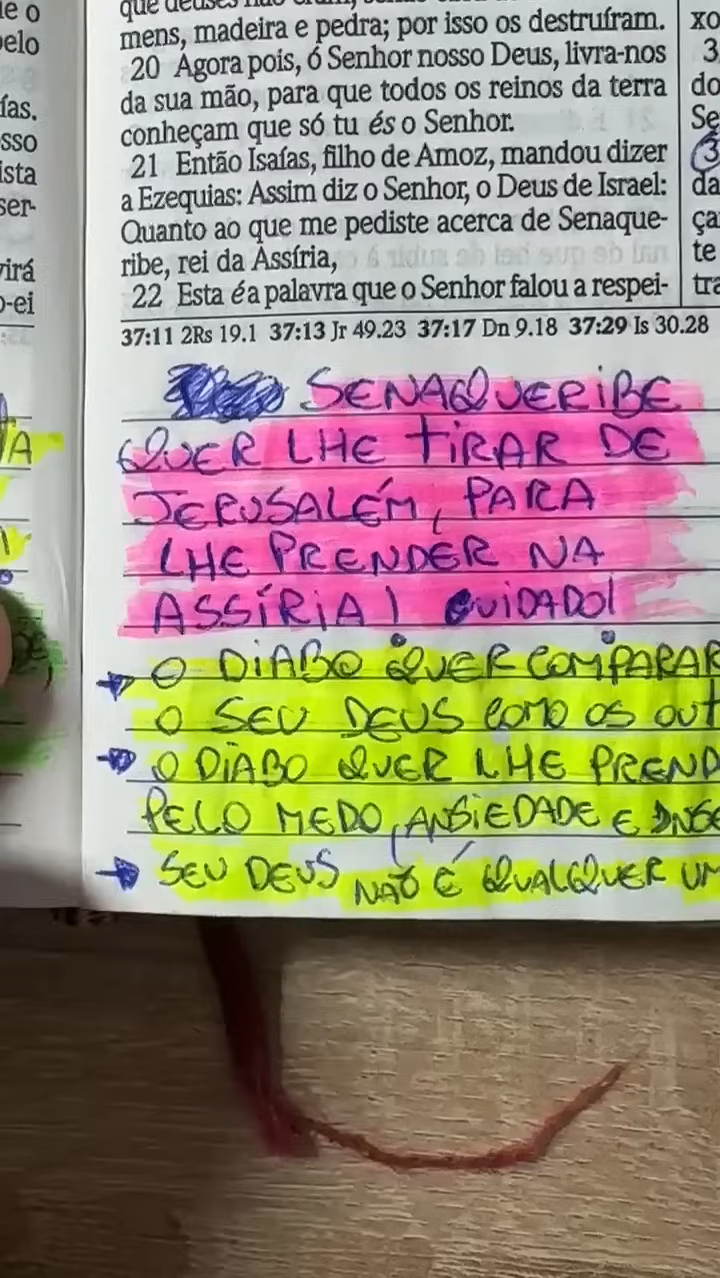 que
mens, madeira e pedra; por isso os destruíram.
20 Agora pois, ó Senhor nosso Deus, livra-nos
da sua mão, para que todos os reinos da terra
conheçam que só tu és o Senhor.
21 Então Isaías, filho de Amoz, mandou dizer
a Ezequias: Assim diz o Senhor, o Deus de Israel:
Quanto ao que me pediste acerca de Senaque-
ribe, rei da Assíria,
22 Esta é a palavra que o Senhor falou a respei-
37:11 2Rs 19.1 37:13 Jr 49.23 37:17 Dn 9.18 37:29 Is 30.28
SENAQUERIBE
QUER LHE TIRAR DE
JERUSALÉM, PARA
LHE PRENDER NA
ASSÍRIA! CUIDADO!
O DIABO QUER COMPARAR
O SEU DEUS COMO OS OUT
O DIABO QUER LHE PREND
PELO MEDO, ANSIEDADE E
SEU DEUS NÃO É QUALQUER UM